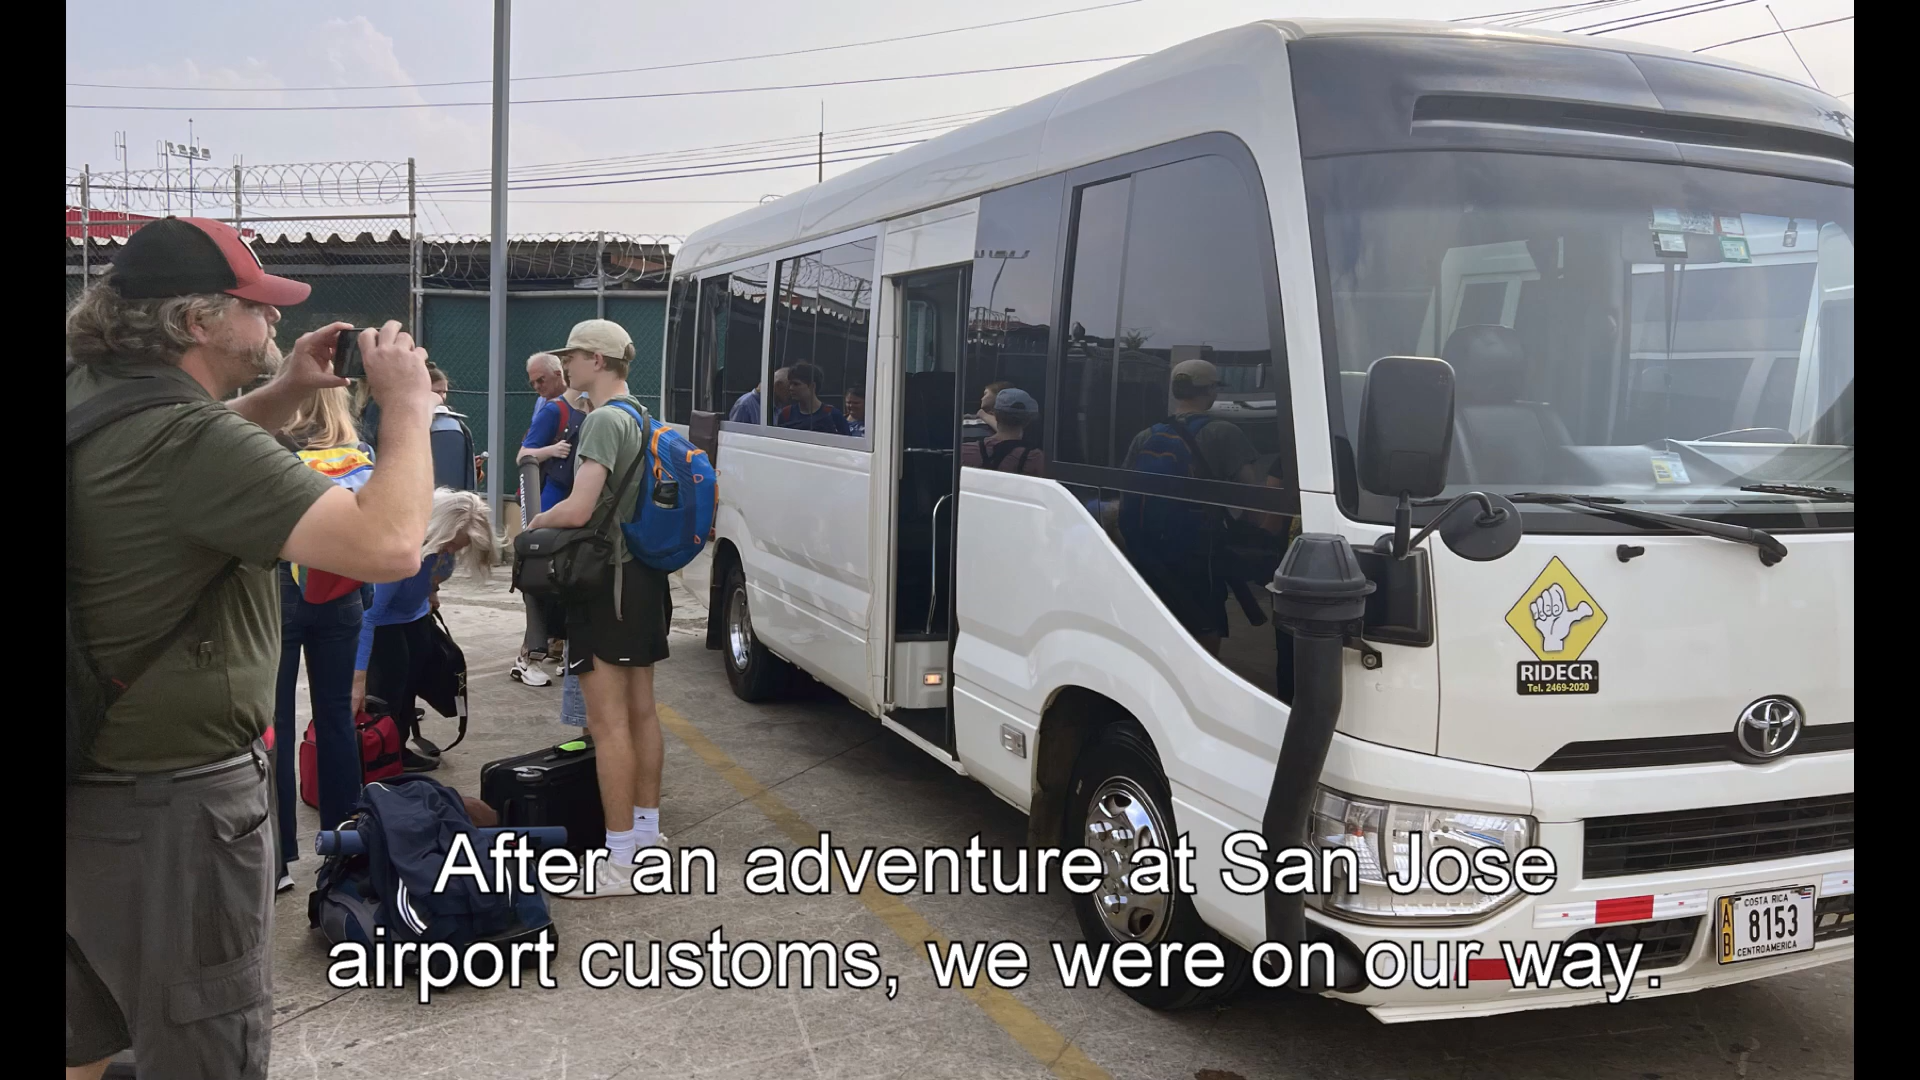 RIDECR
Tel. 2469-2020
COSTA RICA
AB 8153
CENTROAMERICA
After an adventure at San Jose
airport customs, we were on our way.